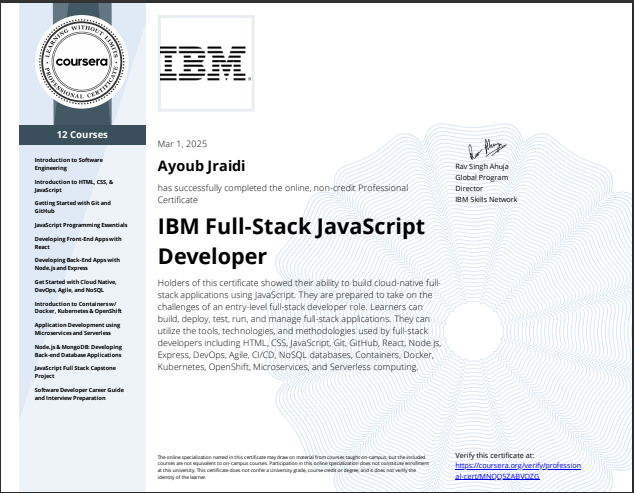 LEARNING WITHOUT LIMITS
coursera
PROFESSIONAL CERTIFICATE
12 Courses
Introduction to Software
Engineering
Introduction to HTML, CSS, &
JavaScript
Getting Started with Git and
GitHub
JavaScript Programming Essentials
Developing Front-End Apps with
React
Developing Back-End Apps with
Node.js and Express
Get Started with Cloud Native,
DevOps, Agile, and NoSQL
Introduction to Containers w/
Docker, Kubernetes & OpenShift
Application Development using
Microservices and Serverless
Node.js & MongoDB: Developing
Back-end Database Applications
JavaScript Full Stack Capstone
Project
Software Developer Career Guide
and Interview Preparation
IBM
Mar 1, 2025
Ayoub Jraidi
has successfully completed the online, non-credit Professional
Certificate
IBM Full-Stack JavaScript
Developer
Holders of this certificate showed their ability to build cloud-native full-
stack applications using JavaScript. They are prepared to take on the
challenges of an entry-level full-stack developer role. Learners can
build, deploy, test, run, and manage full-stack applications. They can
utilize the tools, technologies, and methodologies used by full-stack
developers including HTML, CSS, JavaScript, Git, GitHub, React, Node.js,
Express, DevOps, Agile, CI/CD, NoSQL databases, Containers, Docker,
Kubernetes, OpenShift, Microservices, and Serverless computing.
Rav Singh Ahuja
Global Program
Director
IBM Skills Network
The online specialization named in this certificate may draw on material from courses taught on-campus, but the included
courses are not equivalent to on-campus courses. Participation in this online specialization does not constitute enrollment
at this university. This certificate does not confer a University grade, course credit or degree, and it does not verify the
identity of the learner.
Verify this certificate at:
https://coursera.org/verify/profession
al-cert/MNQQ5ZABVOZG